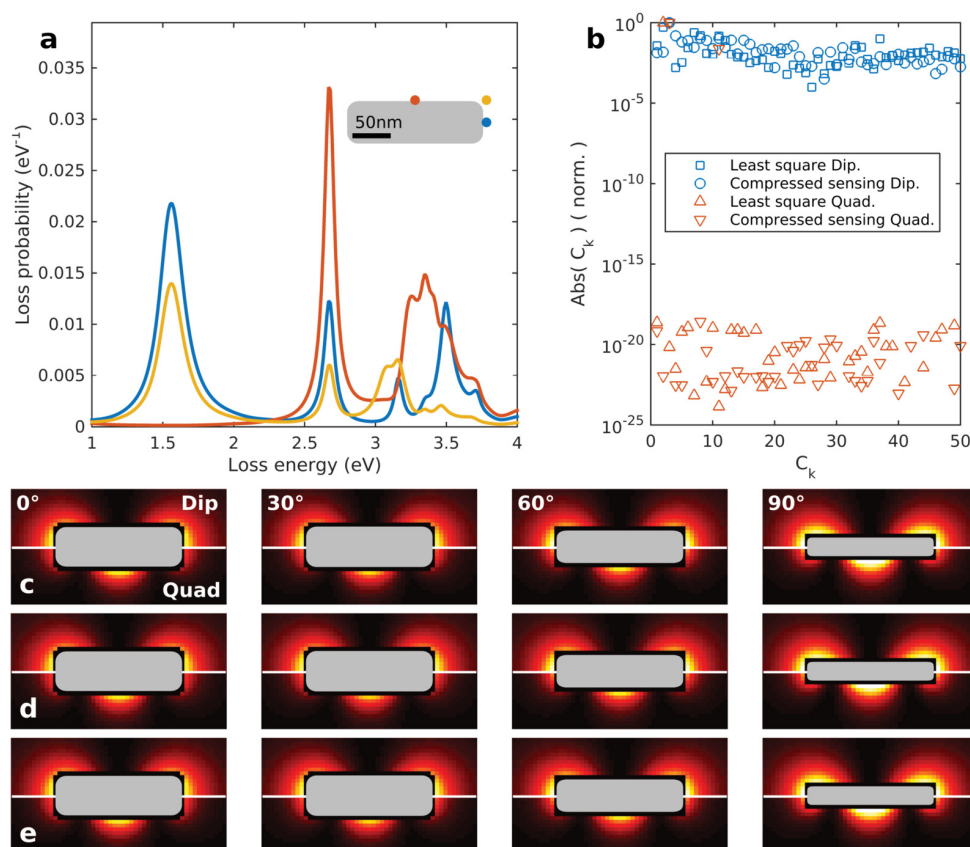 a
Loss probability (eV⁻¹)
0.035
0.03
0.025
0.02
0.015
0.01
0.005
0
1
1.5
2
2.5
3
3.5
4
Loss energy (eV)
50nm
b
Abs( C_k ) ( norm. )
10⁰
10⁻⁵
10⁻¹⁰
10⁻¹⁵
10⁻²⁰
10⁻²⁵
0
10
20
30
40
50
C_k
Least square Dip.
Compressed sensing Dip.
Least square Quad.
Compressed sensing Quad.
0° Dip
30°
60°
90°
c Quad
d
e